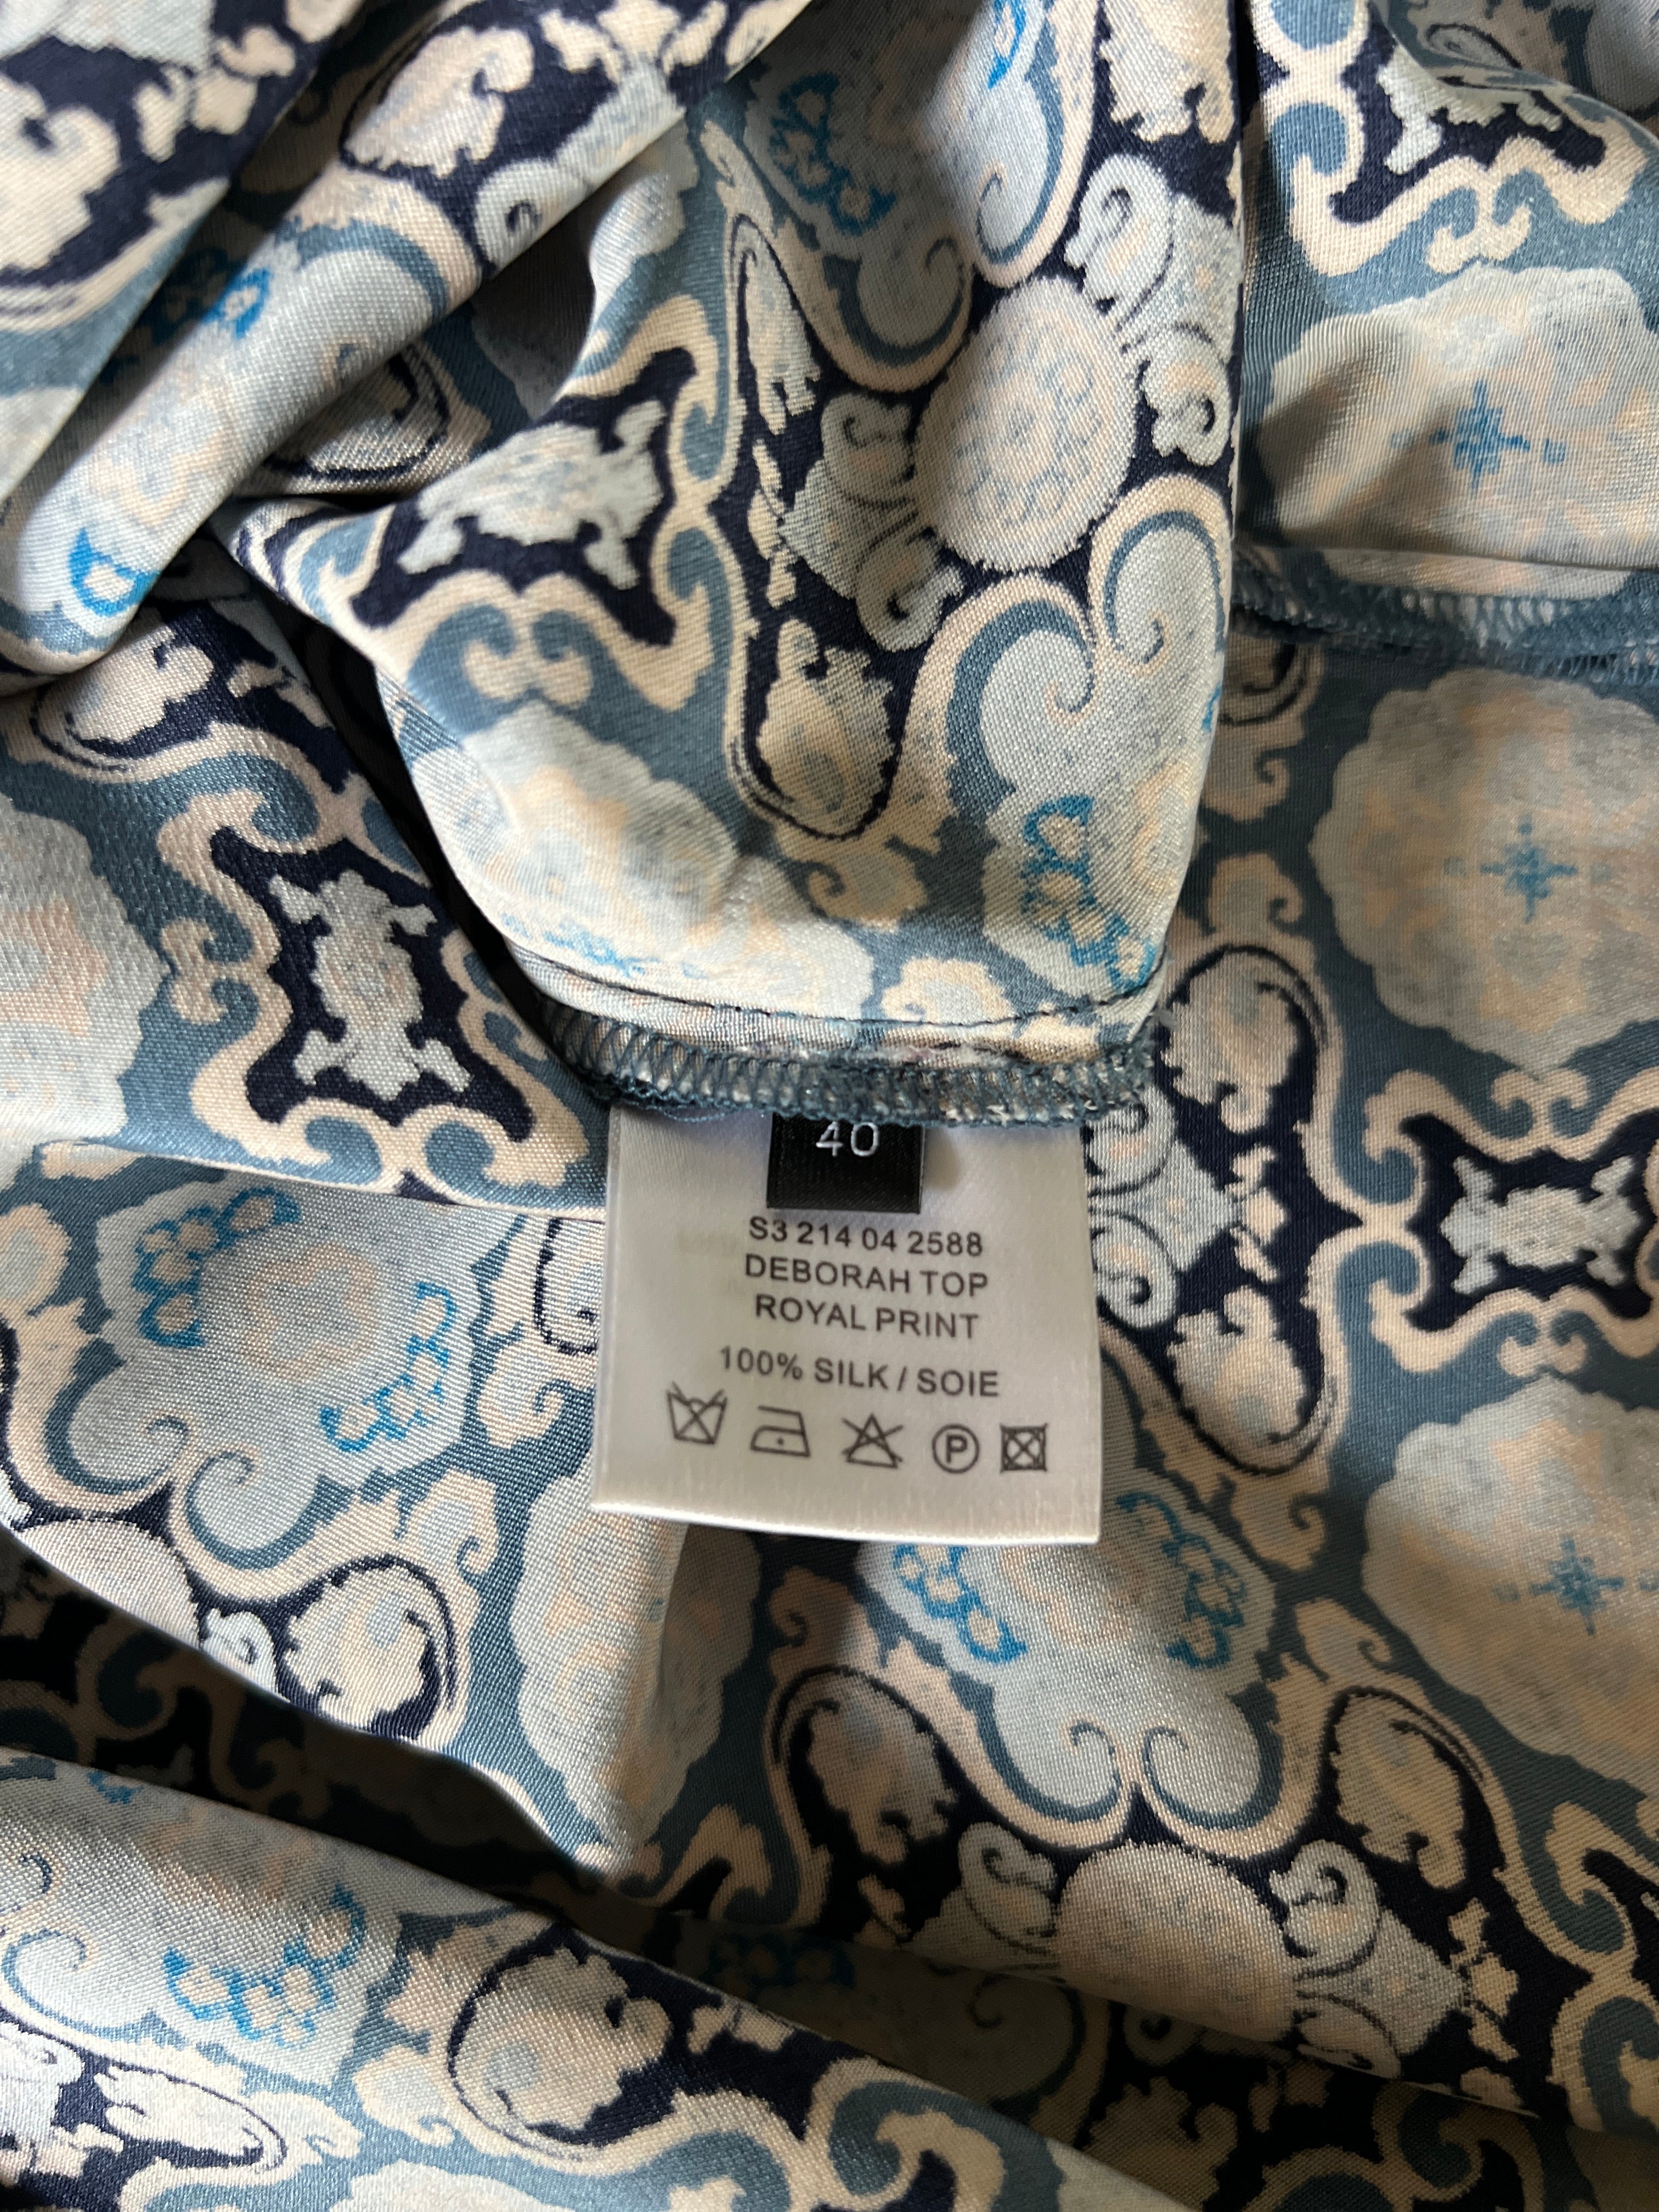 40
S3 214 04 2588
DEBORAH TOP
ROYAL PRINT
100% SILK / SOIE
P